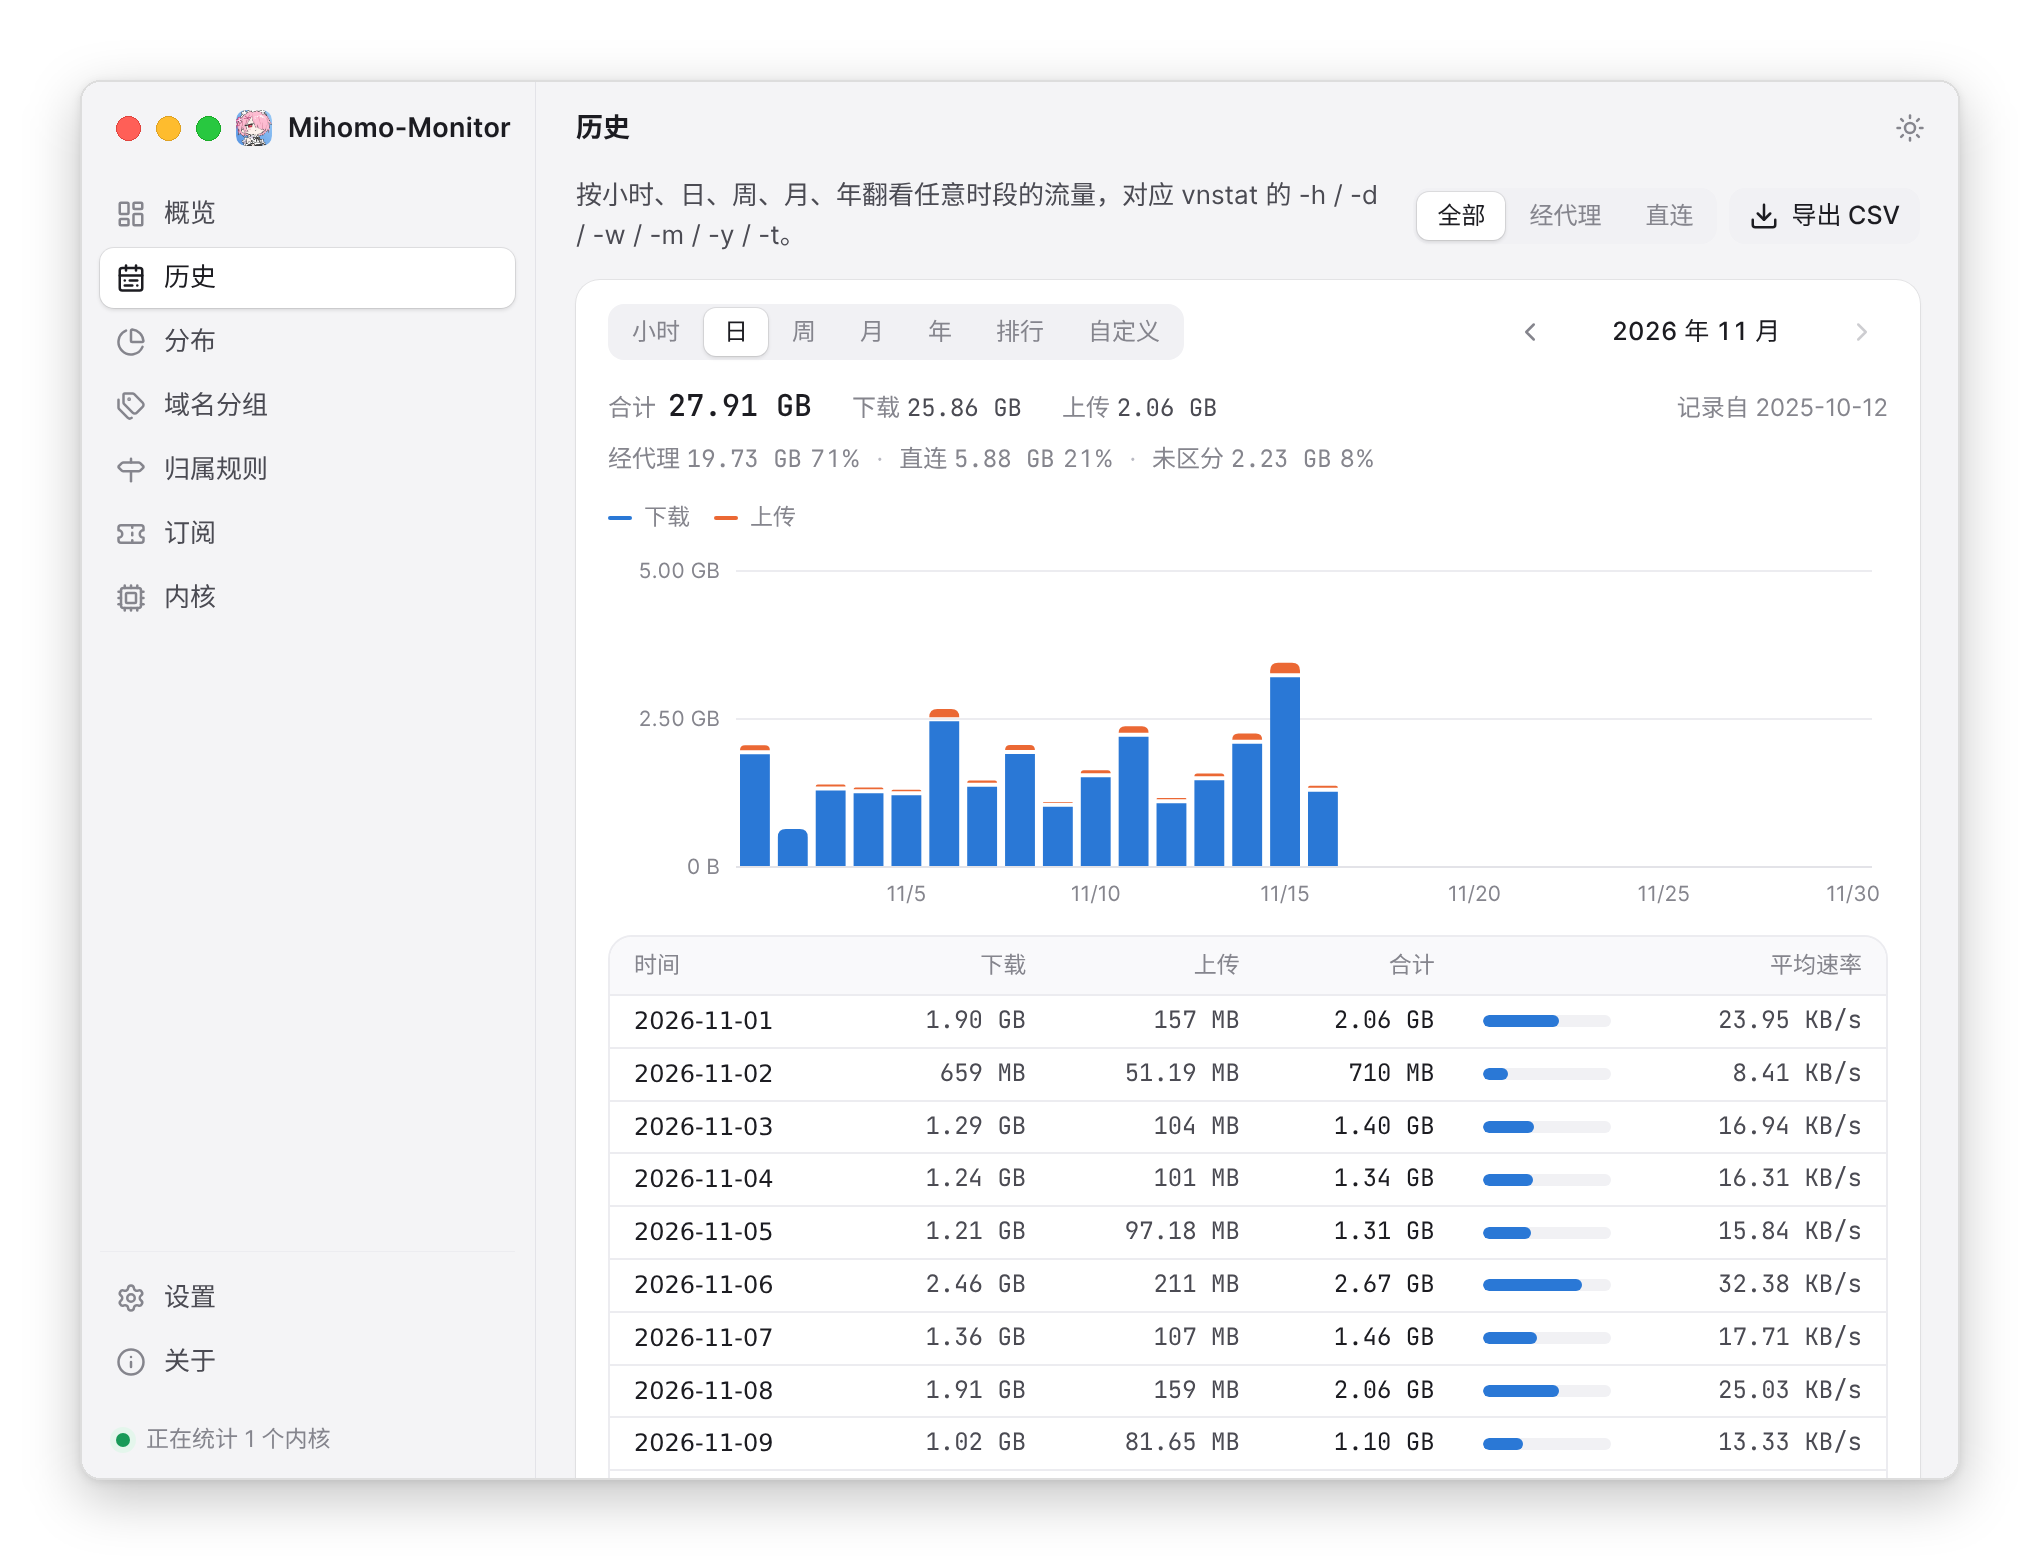 Mihomo-Monitor
概览
历史
分布
域名分组
归属规则
订阅
内核
设置
关于
正在统计 1 个内核
历史
按小时、日、周、月、年翻看任意时段的流量，对应 vnstat 的 -h / -d
/ -w / -m / -y / -t。
全部 经代理 直连 导出 CSV
小时 日 周 月 年 排行 自定义 2026 年 11 月
合计 27.91 GB 下载 25.86 GB 上传 2.06 GB 记录自 2025-10-12
经代理 19.73 GB 71% · 直连 5.88 GB 21% · 未区分 2.23 GB 8%
下载 上传
5.00 GB
2.50 GB
0 B
11/5 11/10 11/15 11/20 11/25 11/30
时间 下载 上传 合计 平均速率
2026-11-01 1.90 GB 157 MB 2.06 GB 23.95 KB/s
2026-11-02 659 MB 51.19 MB 710 MB 8.41 KB/s
2026-11-03 1.29 GB 104 MB 1.40 GB 16.94 KB/s
2026-11-04 1.24 GB 101 MB 1.34 GB 16.31 KB/s
2026-11-05 1.21 GB 97.18 MB 1.31 GB 15.84 KB/s
2026-11-06 2.46 GB 211 MB 2.67 GB 32.38 KB/s
2026-11-07 1.36 GB 107 MB 1.46 GB 17.71 KB/s
2026-11-08 1.91 GB 159 MB 2.06 GB 25.03 KB/s
2026-11-09 1.02 GB 81.65 MB 1.10 GB 13.33 KB/s